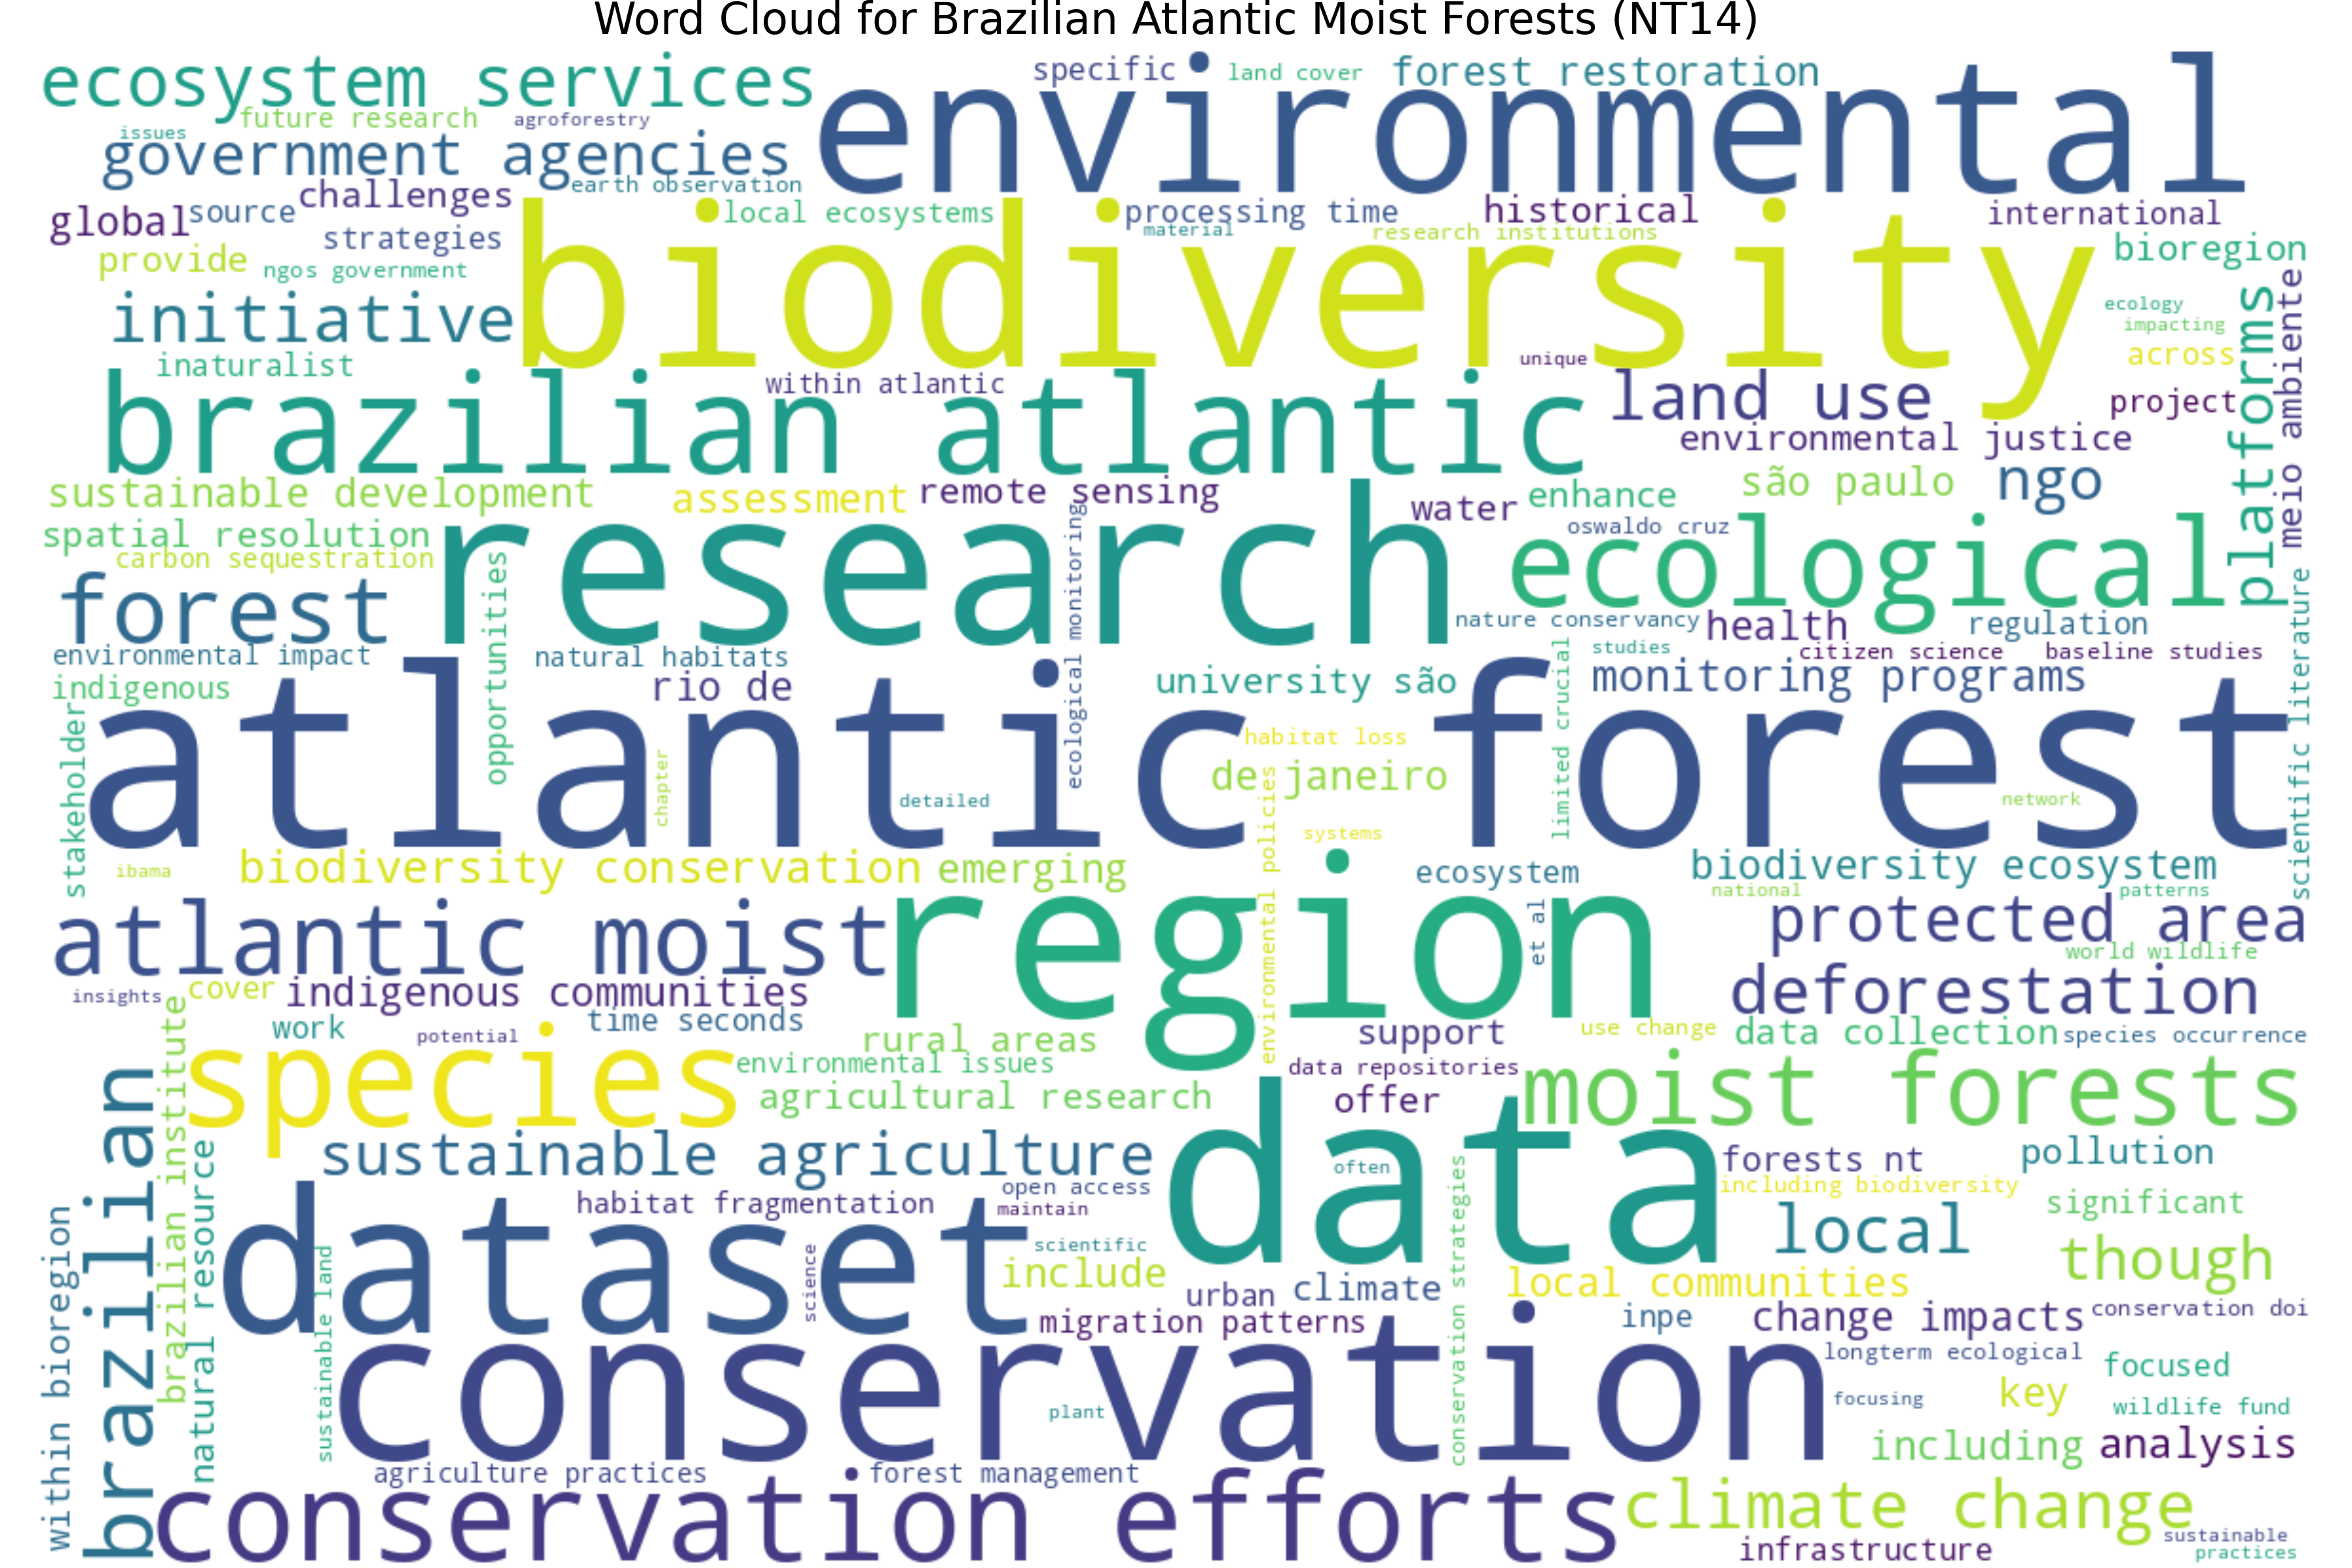 Word Cloud for Brazilian Atlantic Moist Forests (NT14)
ecosystem services
specific
land cover
forest restoration
environmental
future research
agroforestry
issues
government agencies
earth observation
challenges
global
source
local ecosystems
processing time
historical
international
strategies
material
research institutions
biodiversity
bioregion
provide
ngos government
initiative
ecology
impacting
platforms
meio ambiente
inaturalist
unique
across
brazilian atlantic
within atlantic
land use
project
environmental justice
sustainable development
assessment
remote sensing
water
enhance
são paulo
ngo
spatial resolution
carbon sequestration
research
oswaldo cruz
ecological
forest
opportunities
ecological monitoring
nature conservancy
health
regulation
environmental impact
natural habitats
studies
citizen science
baseline studies
indigenous
rio de
university são
limited crucial
monitoring programs
scientific literature
atlantic forest
stakeholder
chapter
detailed
habitat loss
de janeiro
network
environmental policies
systems
ibama
biodiversity conservation
emerging
ecosystem
biodiversity ecosystem
national
patterns
atlantic moist
region
et al
protected area
world wildlife
insights
cover
indigenous communities
deforestation
work
potential
time seconds
rural areas
support
use change
data collection
species occurrence
species
environmental issues
data repositories
moist forests
brazilian
brazilian institute
agricultural research
offer
natural resource
sustainable agriculture
data
often
forests nt
pollution
habitat fragmentation
open access
maintain
including biodiversity
significant
dataset
within bioregion
sustainable land
science
scientific
include
conservation strategies
local
though
urban
climate
local communities
migration patterns
inpe
change impacts
conservation doi
conservation
longterm ecological
focused
plant
focusing
key
wildlife fund
including
analysis
agriculture practices
forest management
conservation efforts
climate change
infrastructure
sustainable
practices